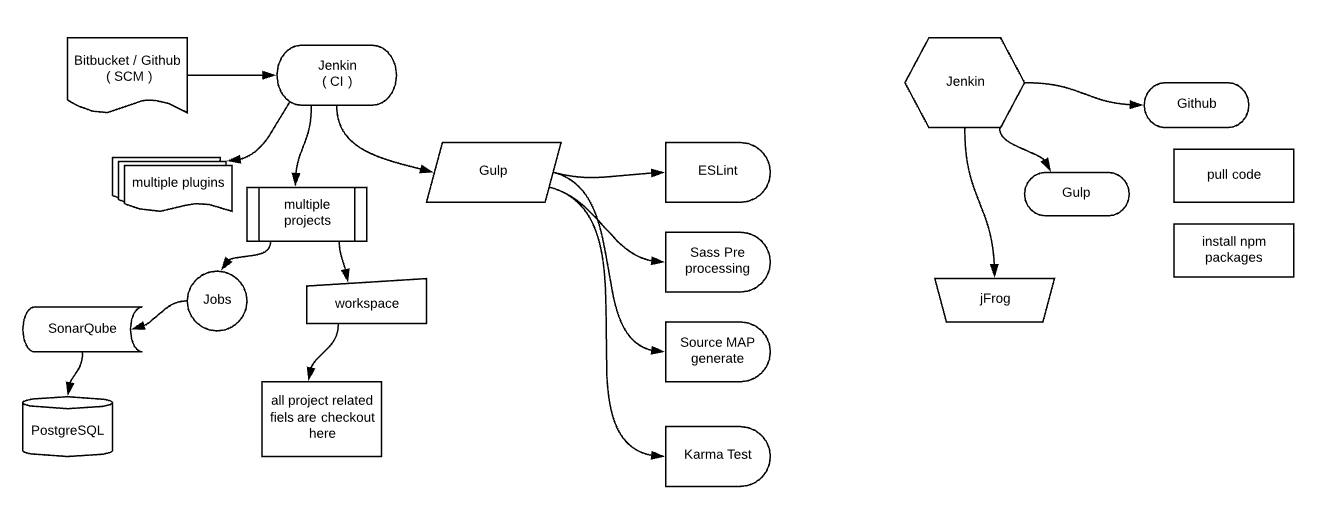 Bitbucket / Github
( SCM )
Jenkin
( CI )
multiple plugins
multiple
projects
Gulp
Jobs
workspace
SonarQube
PostgreSQL
all project related
fiels are checkout
here
ESLint
Sass Pre
processing
Source MAP
generate
Karma Test
Jenkin
Github
Gulp
jFrog
pull code
install npm
packages